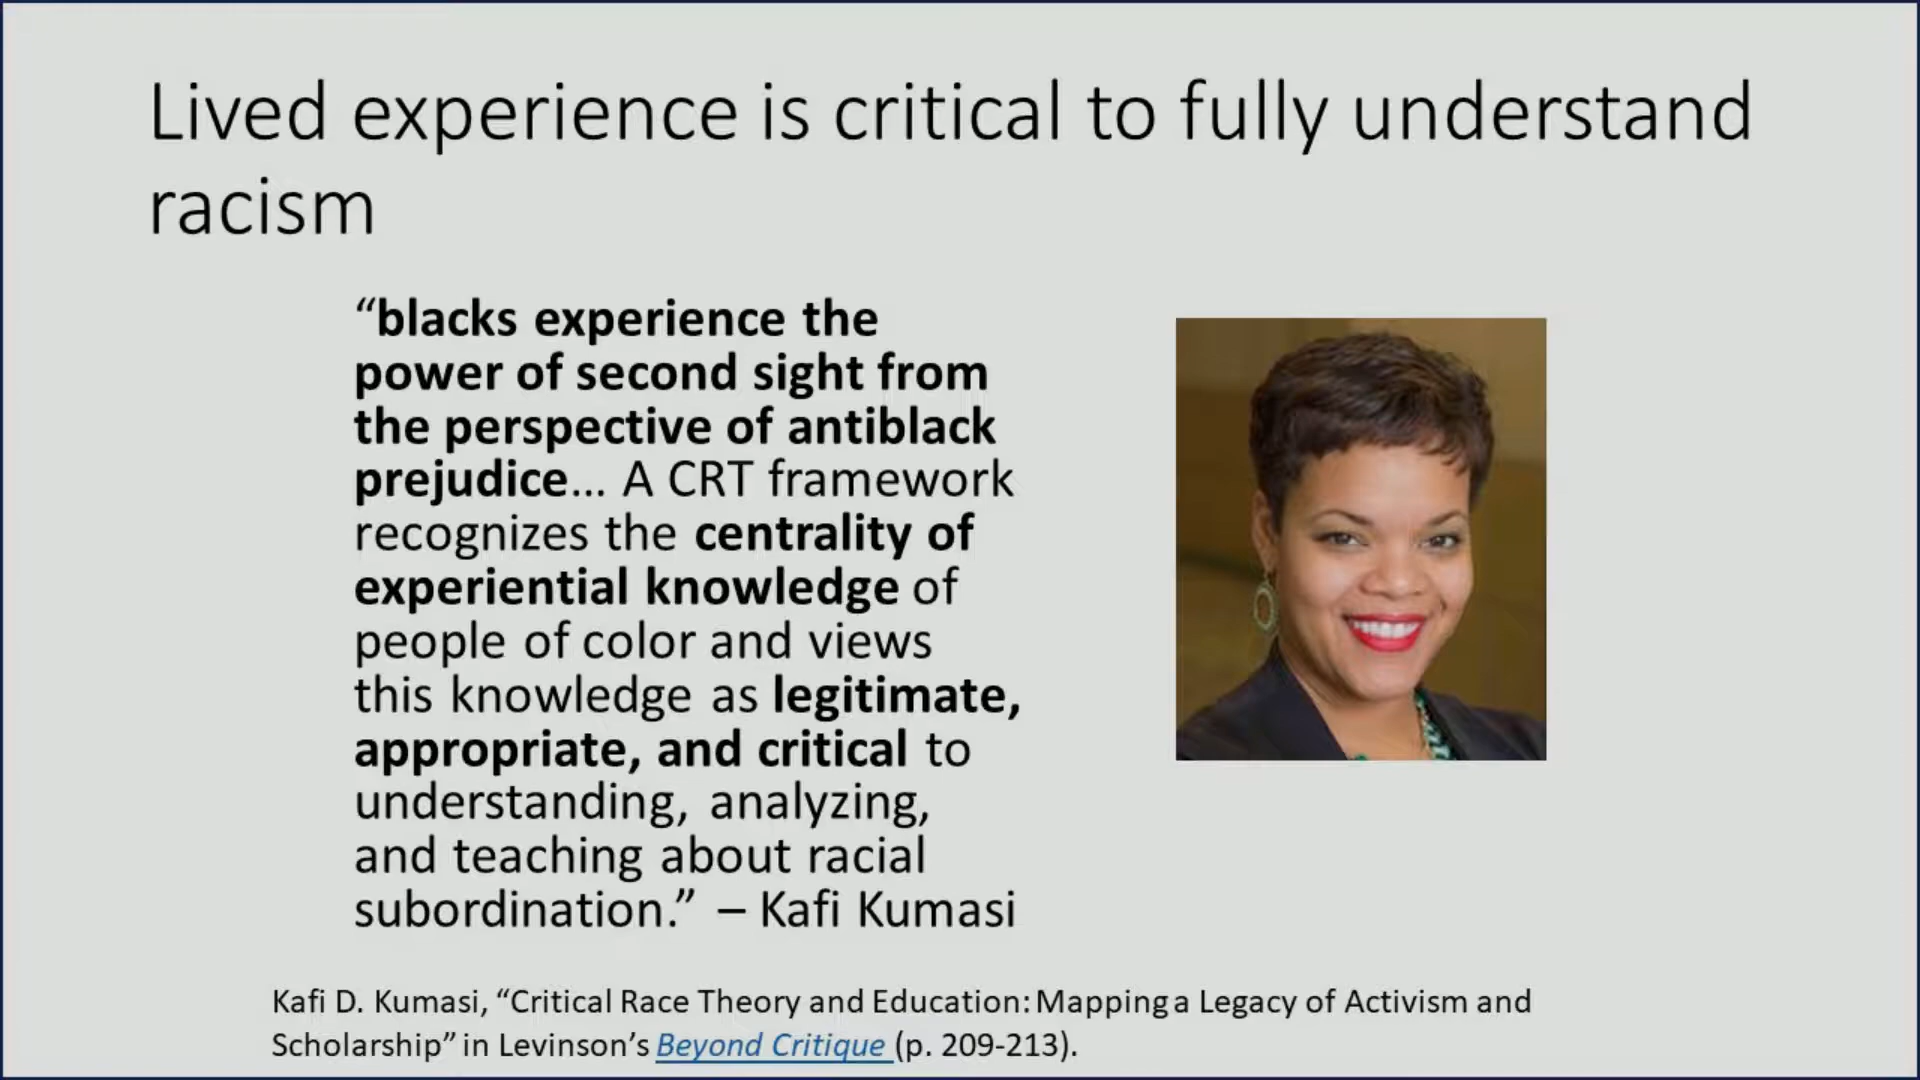 Lived experience is critical to fully understand
racism
“blacks experience the
power of second sight from
the perspective of antiblack
prejudice… A CRT framework
recognizes the centrality of
experiential knowledge of
people of color and views
this knowledge as legitimate,
appropriate, and critical to
understanding, analyzing,
and teaching about racial
subordination.” – Kafi Kumasi
Kafi D. Kumasi, “Critical Race Theory and Education: Mapping a Legacy of Activism and
Scholarship” in Levinson’s Beyond Critique (p. 209-213).